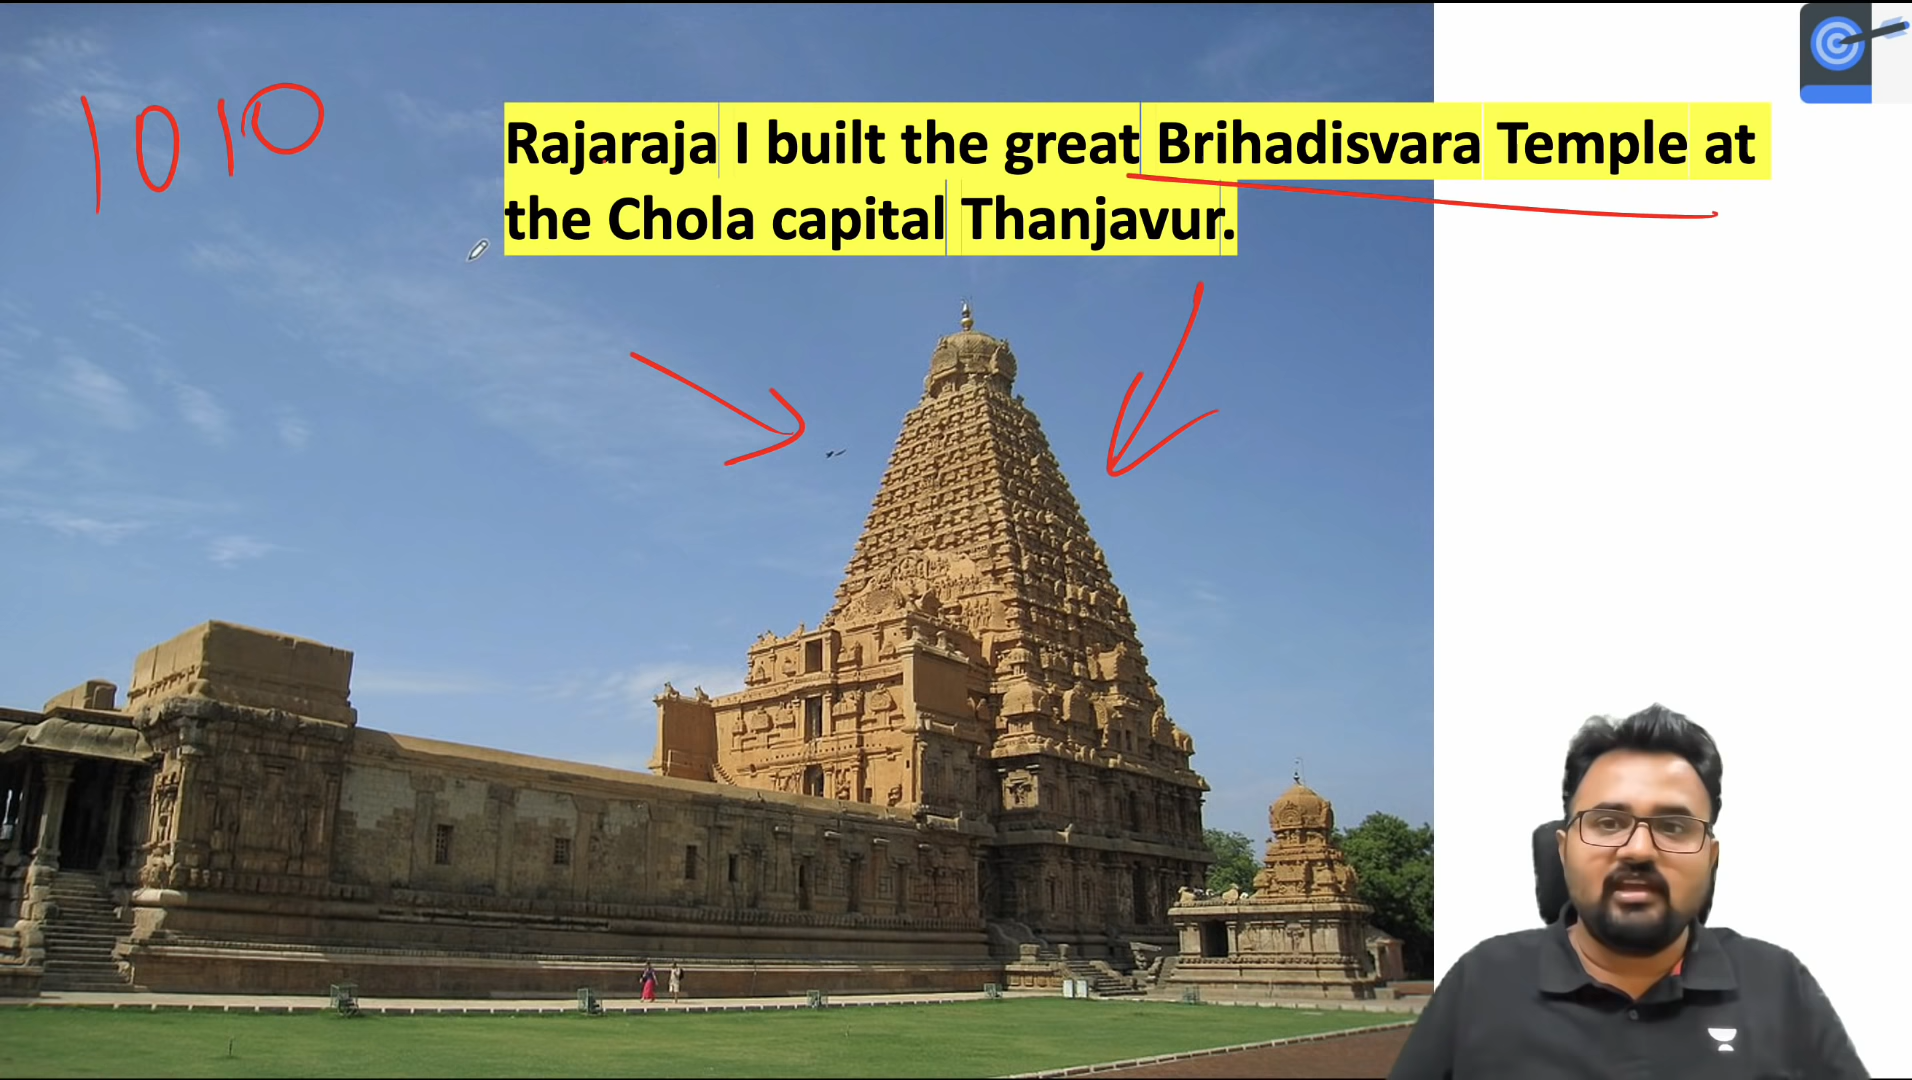 1010
Rajaraja I built the great Brihadisvara Temple at
the Chola capital Thanjavur.